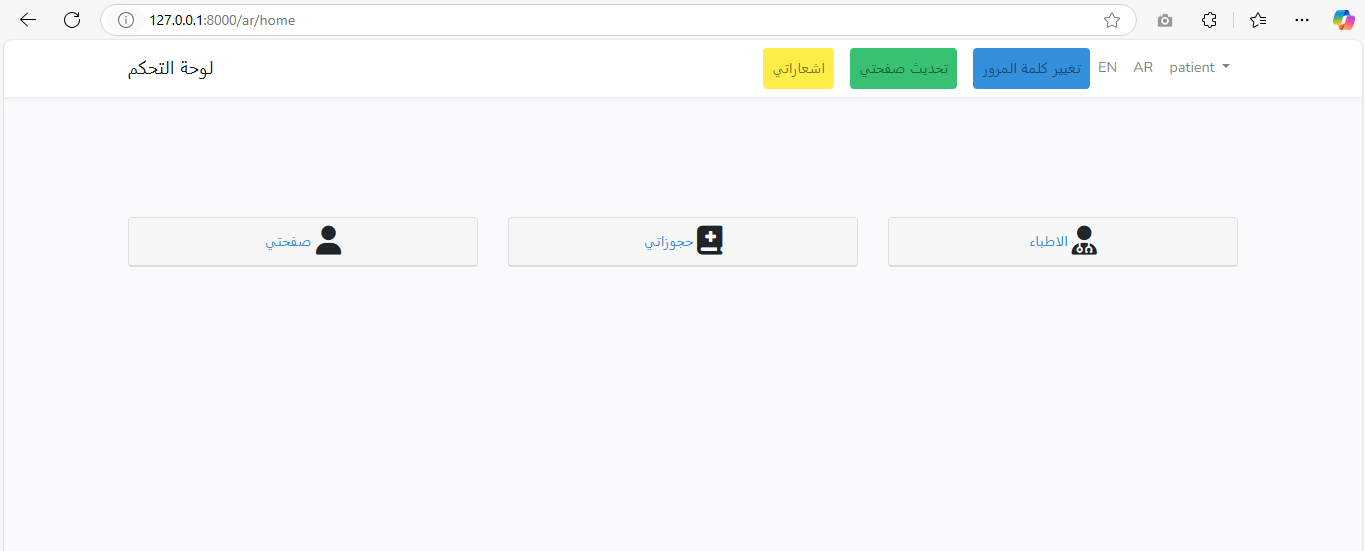 127.0.0.1:8000/ar/home
لوحة التحكم
اشعاراتي
تحديث صفحتي
تغيير كلمة المرور
EN
AR
patient
صفحتي
حجوزاتي
الاطباء